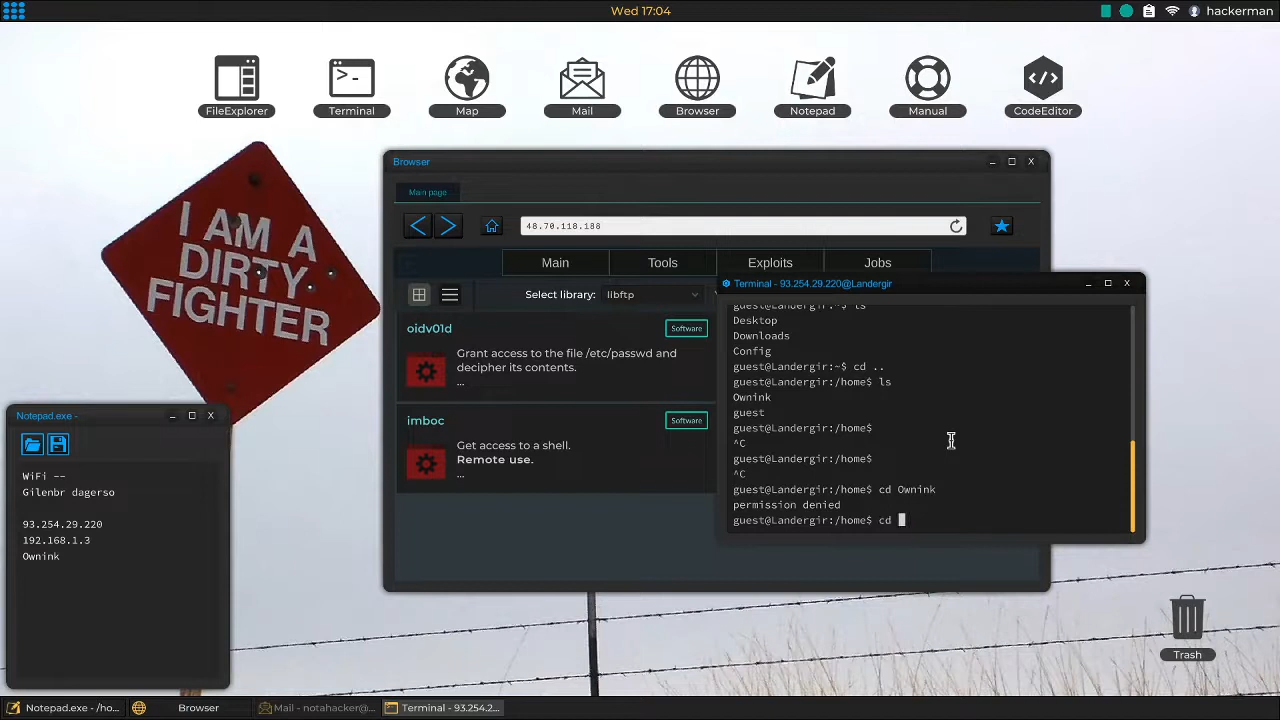 Wed 17:04
hackerman
FileExplorer
Terminal
Map
Mail
Browser
Notepad
Manual
CodeEditor
I AM A
DIRTY
FIGHTER
Browser
Main page
48.70.118.188
Main
Tools
Exploits
Jobs
Select library:
libftp
oidv01d
Software
Grant access to the file /etc/passwd and
decipher its contents.
...
imboc
Software
Get access to a shell.
Remote use.
...
Terminal - 93.254.29.220@Landergir
guest@Landergir:~$ ls
Desktop
Downloads
Config
guest@Landergir:~$ cd ..
guest@Landergir:/home$ ls
Ownink
guest
guest@Landergir:/home$
^C
guest@Landergir:/home$
^C
guest@Landergir:/home$ cd Ownink
permission denied
guest@Landergir:/home$ cd
Notepad.exe -
WiFi --
Gilenbr dagerso
93.254.29.220
192.168.1.3
Ownink
Trash
Notepad.exe - /ho...
Browser
Mail - notahacker@...
Terminal - 93.254.2...